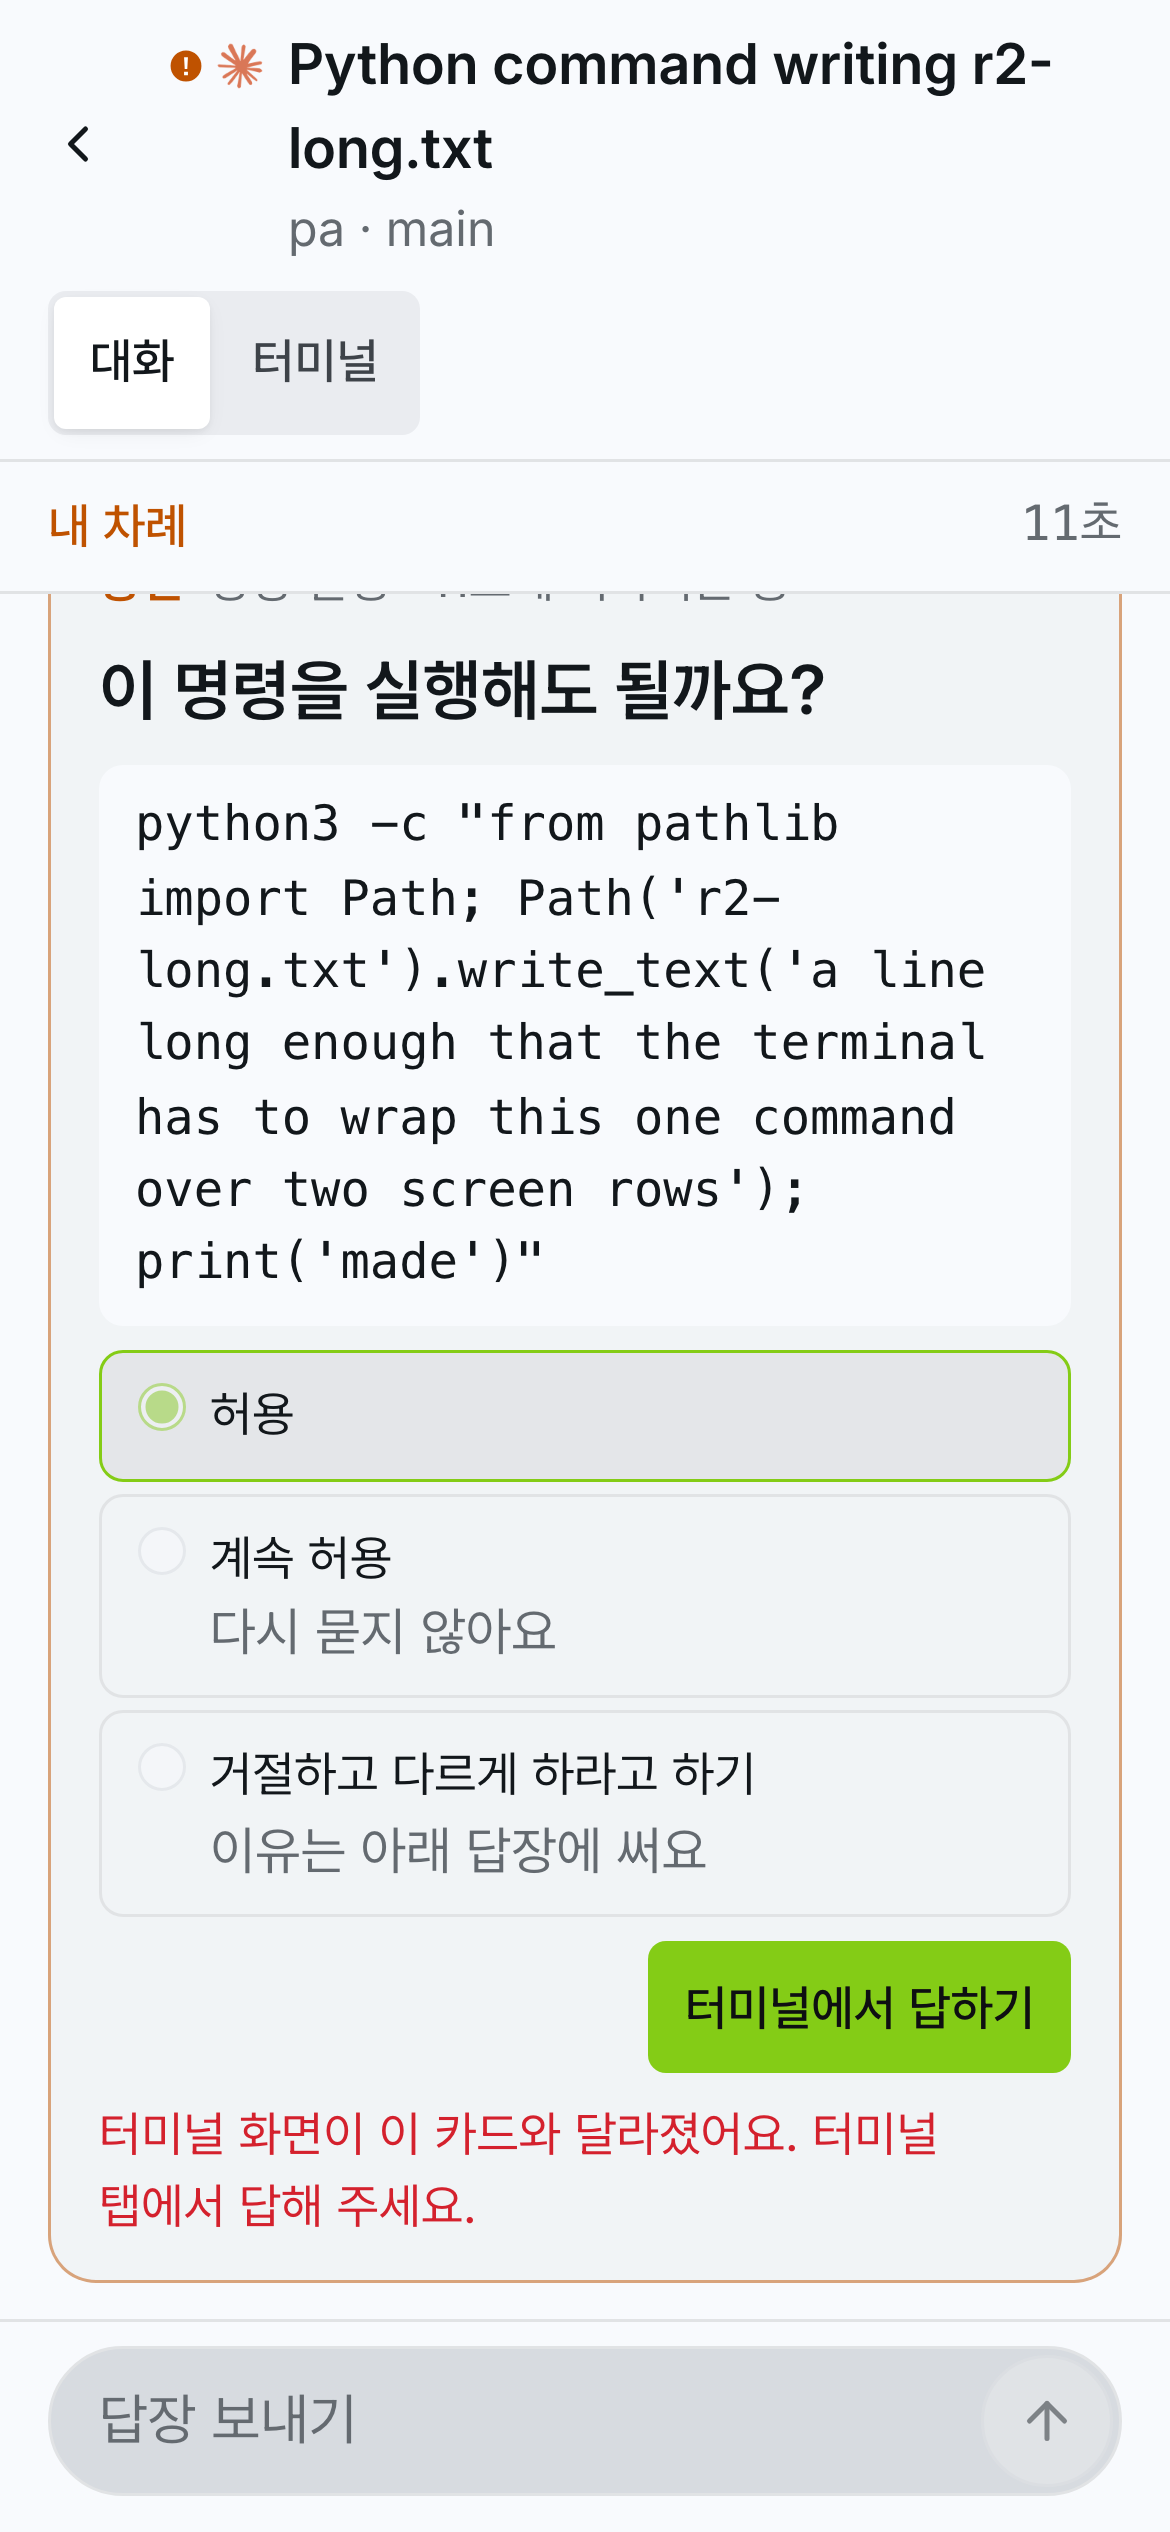 Python command writing r2-
long.txt
pa · main
대화
터미널
내 차례
11초
이 명령을 실행해도 될까요?
python3 -c "from pathlib
import Path; Path('r2-
long.txt').write_text('a line
long enough that the terminal
has to wrap this one command
over two screen rows');
print('made')"
허용
계속 허용
다시 묻지 않아요
거절하고 다르게 하라고 하기
이유는 아래 답장에 써요
터미널에서 답하기
터미널 화면이 이 카드와 달라졌어요. 터미널
탭에서 답해 주세요.
답장 보내기